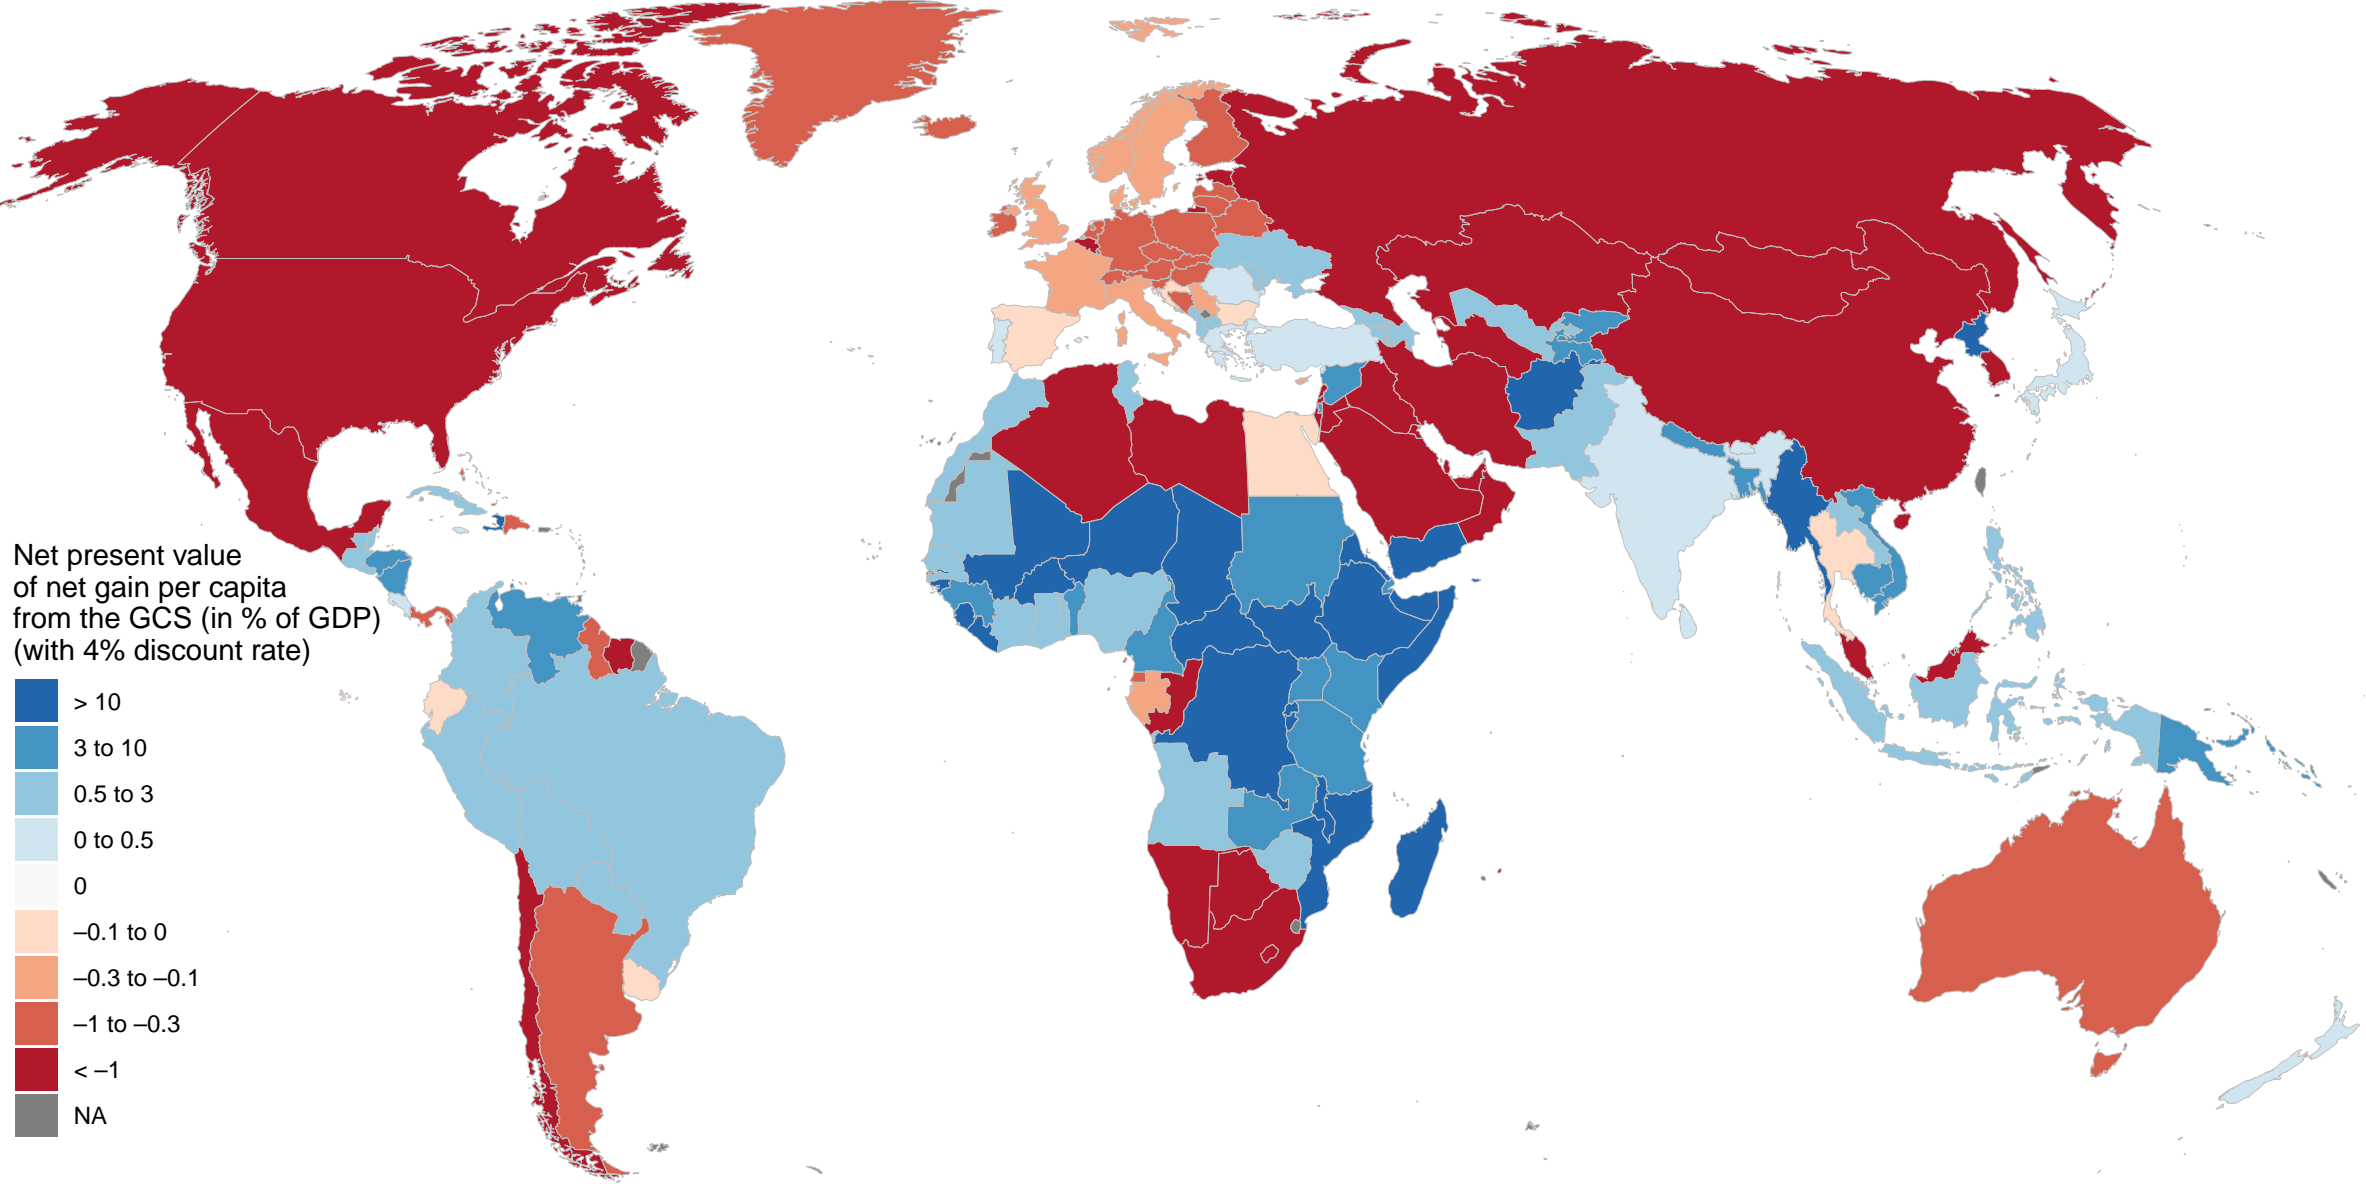 Net present value
of net gain per capita
from the GCS (in % of GDP)
(with 4% discount rate)
> 10
3 to 10
0.5 to 3
0 to 0.5
0
–0.1 to 0
–0.3 to –0.1
–1 to –0.3
< –1
NA